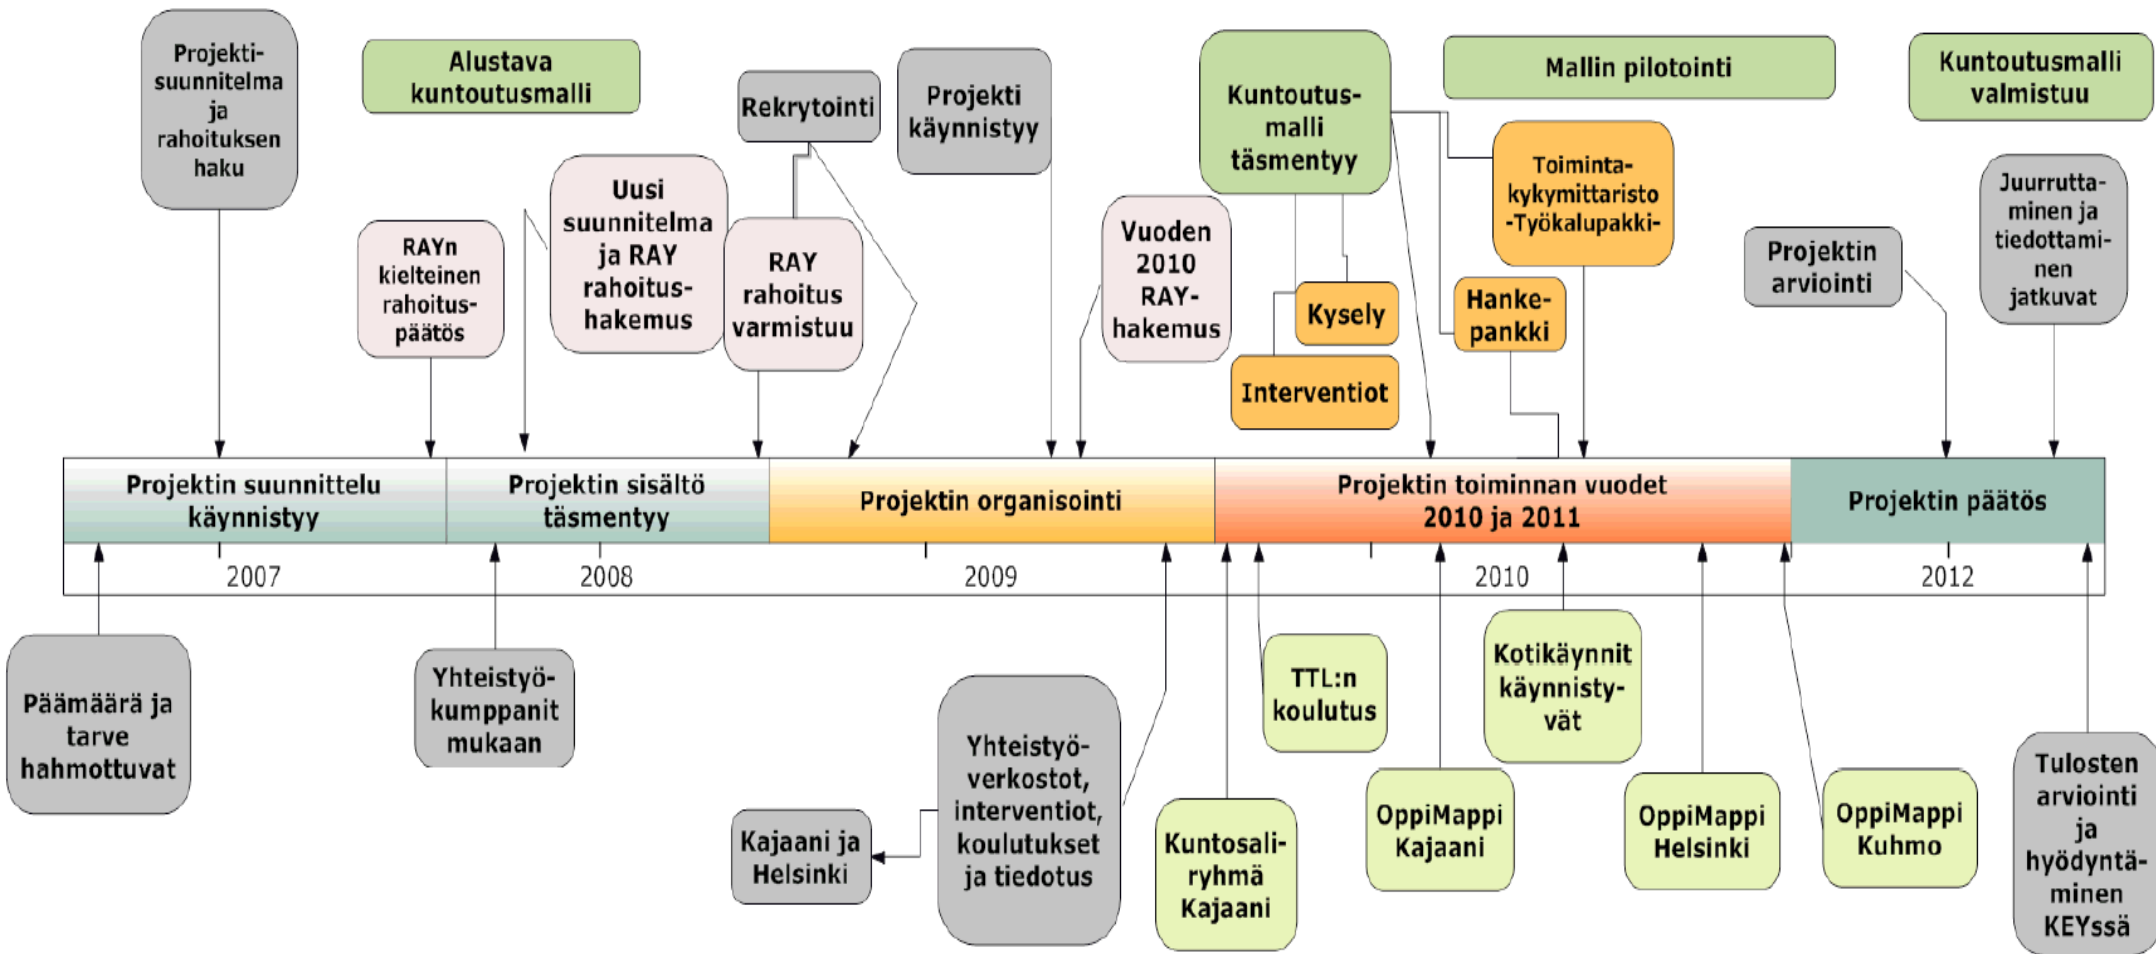 Projekti-
suunnitelma
ja
rahoituksen
haku
Alustava
kuntoutusmalli
Rekrytointi
Projekti
käynnistyy
Kuntoutus-
malli
täsmentyy
Mallin pilotointi
Kuntoutusmalli
valmistuu
RAYn
kielteinen
rahoitus-
päätös
Uusi
suunnitelma
ja RAY
rahoitus-
hakemus
RAY
rahoitus
varmistuu
Vuoden
2010
RAY-
hakemus
Kysely
Interventiot
Hanke-
pankki
Toiminta-
kykymittaristo
-Työkalupakki-
Projektin
arviointi
Juurrutta-
minen ja
tiedottami-
nen
jatkuvat
Projektin suunnittelu
käynnistyy
Projektin sisältö
täsmentyy
Projektin organisointi
Projektin toiminnan vuodet
2010 ja 2011
Projektin päätös
2007
2008
2009
2010
2012
Päämäärä ja
tarve
hahmottuvat
Yhteistyö-
kumppanit
mukaan
Kajaani ja
Helsinki
Yhteistyö-
verkostot,
interventiot,
koulutukset
ja tiedotus
Kuntosali-
ryhmä
Kajaani
TTL:n
koulutus
OppiMappi
Kajaani
Kotikäynnit
käynnisty-
vät
OppiMappi
Helsinki
OppiMappi
Kuhmo
Tulosten
arviointi
ja
hyödyntä-
minen
KEYssä